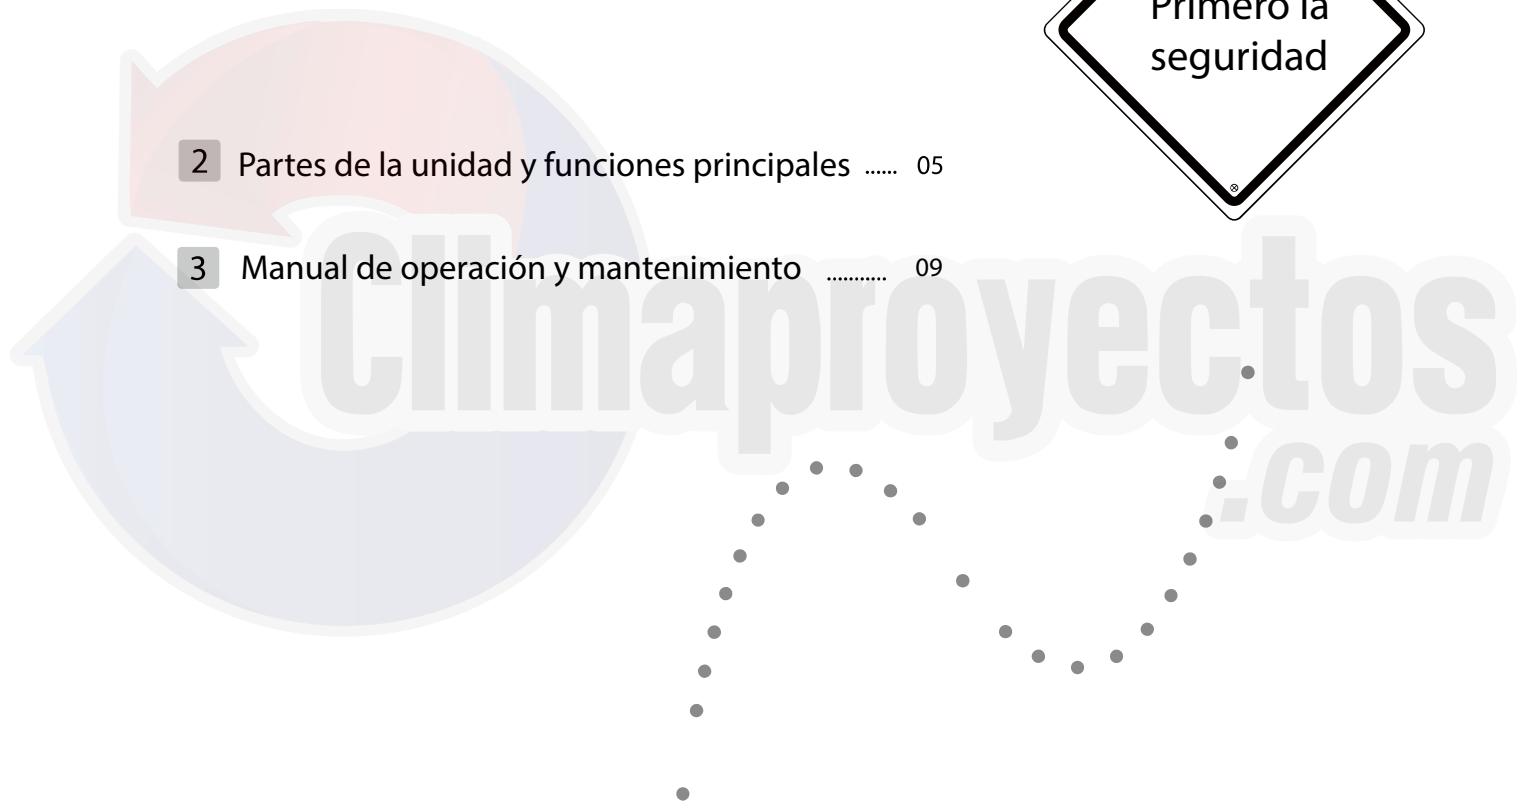 Primero la
seguridad
2 Partes de la unidad y funciones principales ...... 05
3 Manual de operación y mantenimiento ........... 09
Climaproyectos
.com